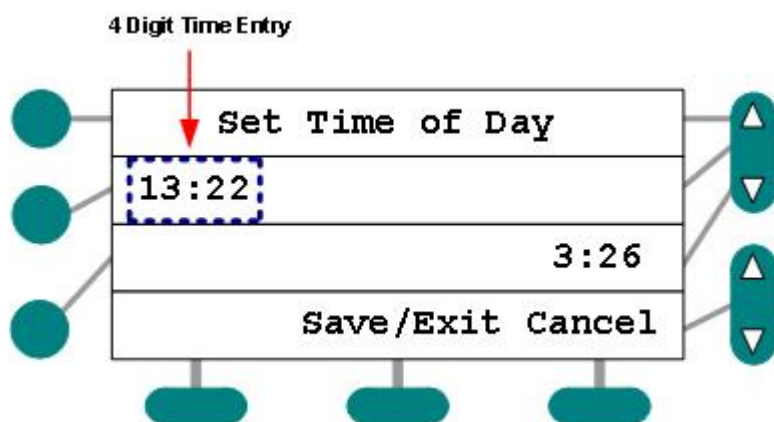 4 Digit Time Entry
Set Time of Day
13:22
3:26
Save/Exit Cancel